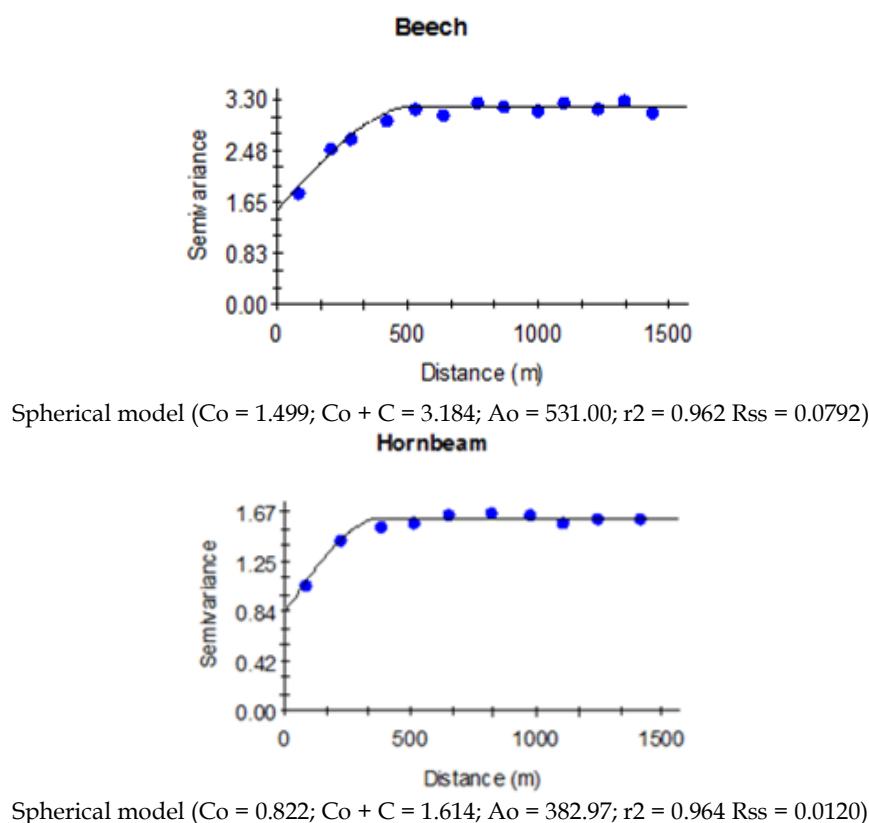 Beech
3.30
2.48
1.65
0.83
0.00
Semivariance
0 500 1000 1500
Distance (m)
Spherical model (Co = 1.499; Co + C = 3.184; Ao = 531.00; r2 = 0.962 Rss = 0.0792)
Hornbeam
1.67
1.25
0.84
0.42
0.00
Semivariance
0 500 1000 1500
Distance (m)
Spherical model (Co = 0.822; Co + C = 1.614; Ao = 382.97; r2 = 0.964 Rss = 0.0120)